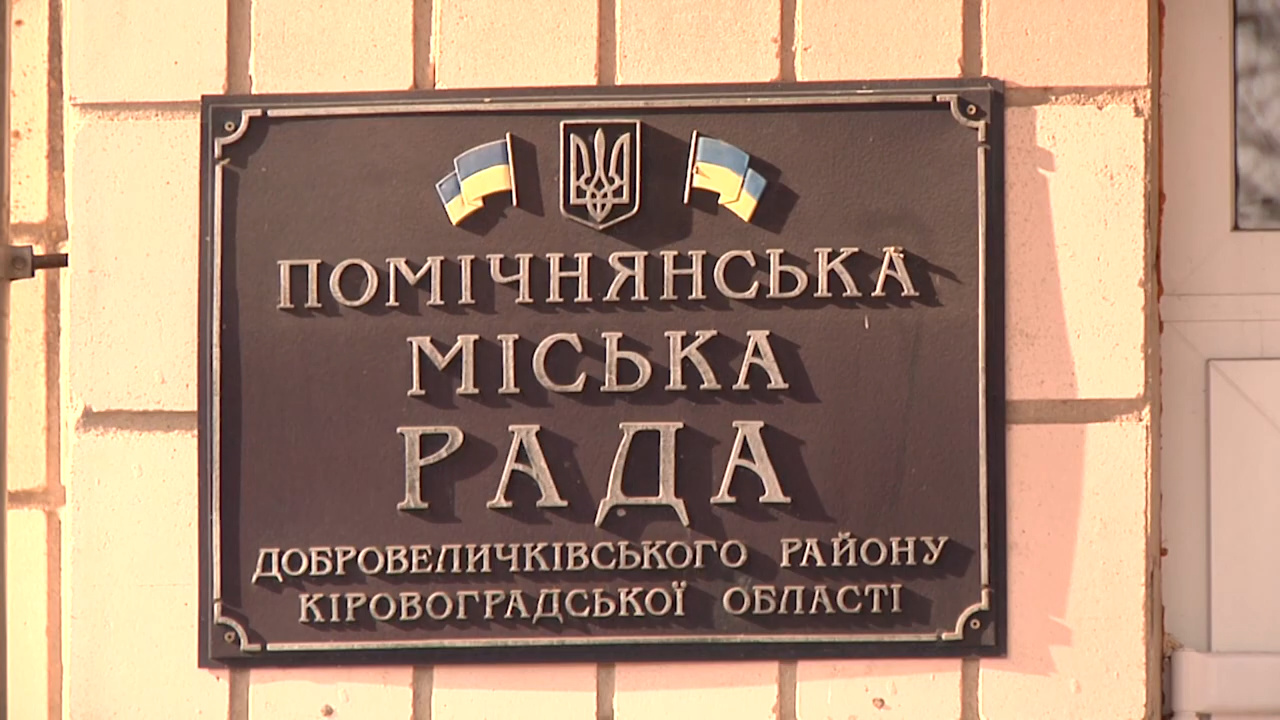 ПОМІЧНЯНСЬКА
МІСЬКА
РАДА
ДОБРОВЕЛИЧКІВСЬКОГО РАЙОНУ
КІРОВОГРАДСЬКОЇ ОБЛАСТІ